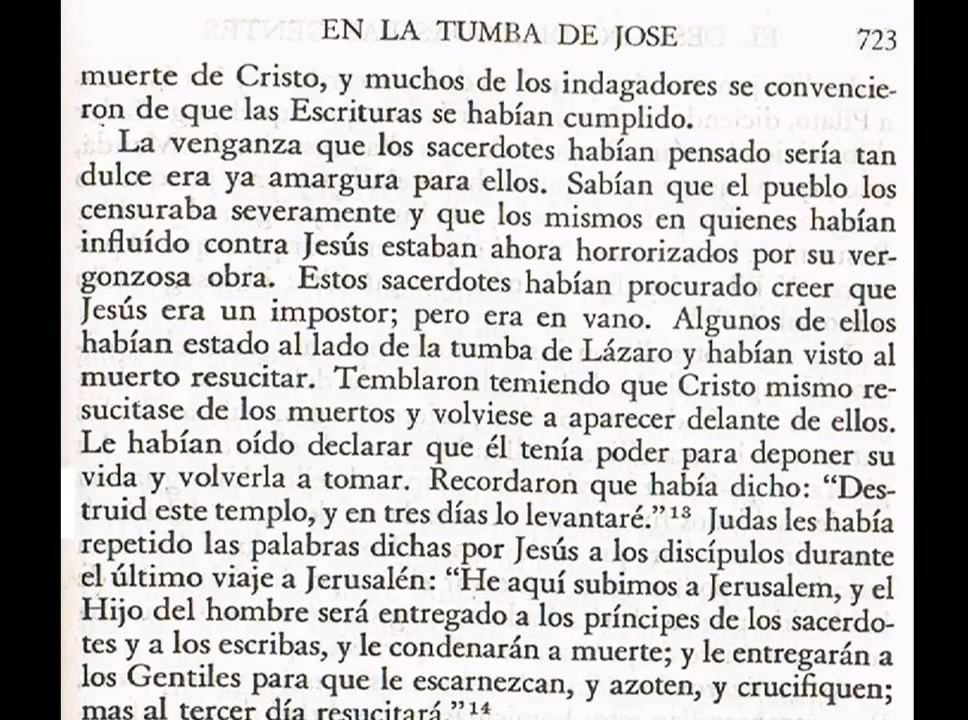 EN LA TUMBA DE JOSE 723
muerte de Cristo, y muchos de los indagadores se convencie-
ron de que las Escrituras se habían cumplido.
La venganza que los sacerdotes habían pensado sería tan
dulce era ya amargura para ellos. Sabían que el pueblo los
censuraba severamente y que los mismos en quienes habían
influído contra Jesús estaban ahora horrorizados por su ver-
gonzosa obra. Estos sacerdotes habían procurado creer que
Jesús era un impostor; pero era en vano. Algunos de ellos
habían estado al lado de la tumba de Lázaro y habían visto al
muerto resucitar. Temblaron temiendo que Cristo mismo re-
sucitase de los muertos y volviese a aparecer delante de ellos.
Le habían oído declarar que él tenía poder para deponer su
vida y volverla a tomar. Recordaron que había dicho: “Des-
truid este templo, y en tres días lo levantaré.”¹³ Judas les había
repetido las palabras dichas por Jesús a los discípulos durante
el último viaje a Jerusalén: “He aquí subimos a Jerusalem, y el
Hijo del hombre será entregado a los príncipes de los sacerdo-
tes y a los escribas, y le condenarán a muerte; y le entregarán a
los Gentiles para que le escarnezcan, y azoten, y crucifiquen;
mas al tercer día resucitará.”¹⁴